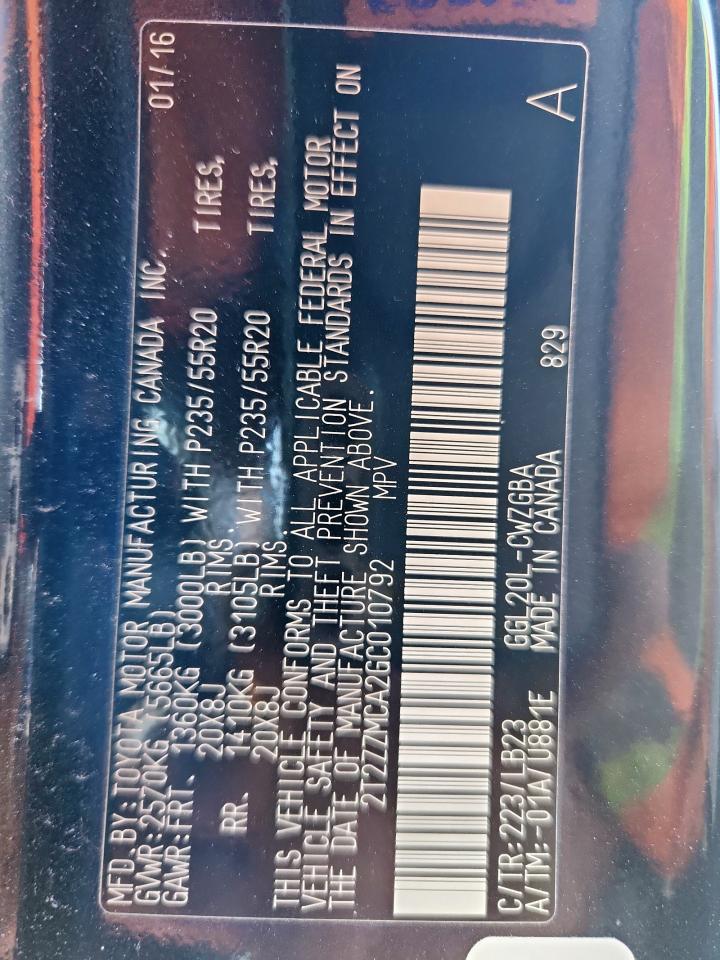 MFD.BY:TOYOTA MOTOR MANUFACTURING CANADA INC. 01/16
GVWR:2570KG (5665LB)
GAWR:FRT. 1360KG (3000LB) WITH P235/55R20 TIRES,
20X8J RIMS.
RR. 1410KG (3105LB) WITH P235/55R20 TIRES,
20X8J RIMS.
THIS VEHICLE CONFORMS TO ALL APPLICABLE FEDERAL MOTOR
VEHICLE SAFETY AND THEFT PREVENTION STANDARDS IN EFFECT ON
THE DATE OF MANUFACTURE SHOWN ABOVE.
2T2ZZMCA2GC010792 MPV
C/TR:223/LB23 GGL20L-CWZGBA
A/TM:-01A/U881E MADE IN CANADA 829 A